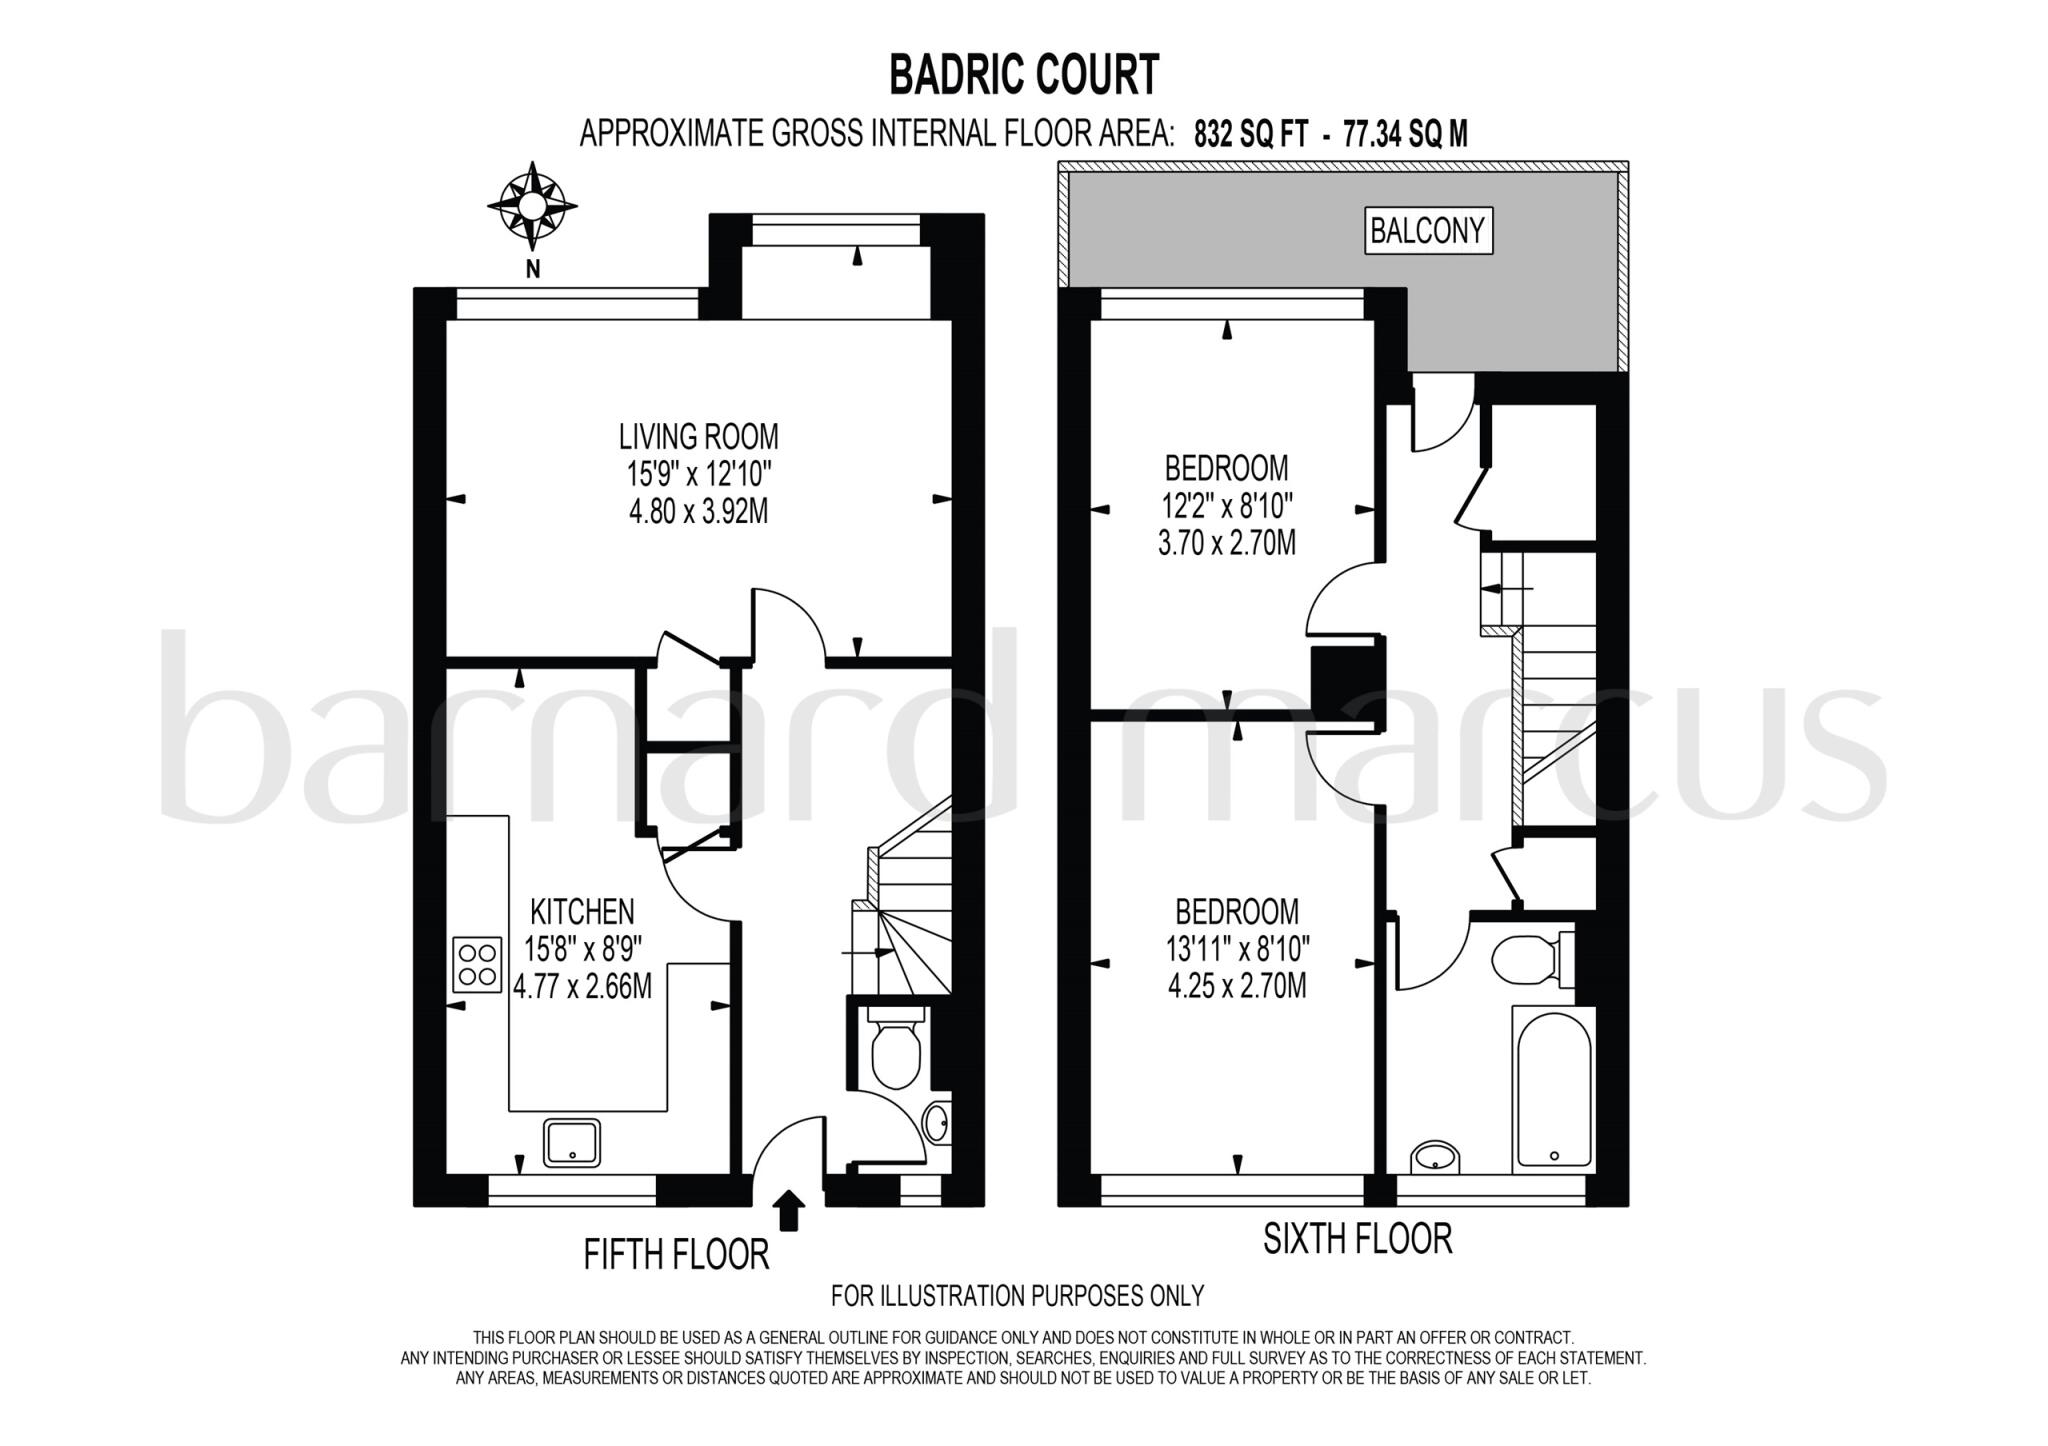 BADRIC COURT
APPROXIMATE GROSS INTERNAL FLOOR AREA: 832 SQ FT - 77.34 SQ M
N
BALCONY
LIVING ROOM
15'9" x 12'10"
4.80 x 3.92M
BEDROOM
12'2" x 8'10"
3.70 x 2.70M
barnard marcus
KITCHEN
15'8" x 8'9"
4.77 x 2.66M
BEDROOM
13'11" x 8'10"
4.25 x 2.70M
FIFTH FLOOR
SIXTH FLOOR
FOR ILLUSTRATION PURPOSES ONLY
THIS FLOOR PLAN SHOULD BE USED AS A GENERAL OUTLINE FOR GUIDANCE ONLY AND DOES NOT CONSTITUTE IN WHOLE OR IN PART AN OFFER OR CONTRACT.
ANY INTENDING PURCHASER OR LESSEE SHOULD SATISFY THEMSELVES BY INSPECTION, SEARCHES, ENQUIRIES AND FULL SURVEY AS TO THE CORRECTNESS OF EACH STATEMENT.
ANY AREAS, MEASUREMENTS OR DISTANCES QUOTED ARE APPROXIMATE AND SHOULD NOT BE USED TO VALUE A PROPERTY OR BE THE BASIS OF ANY SALE OR LET.